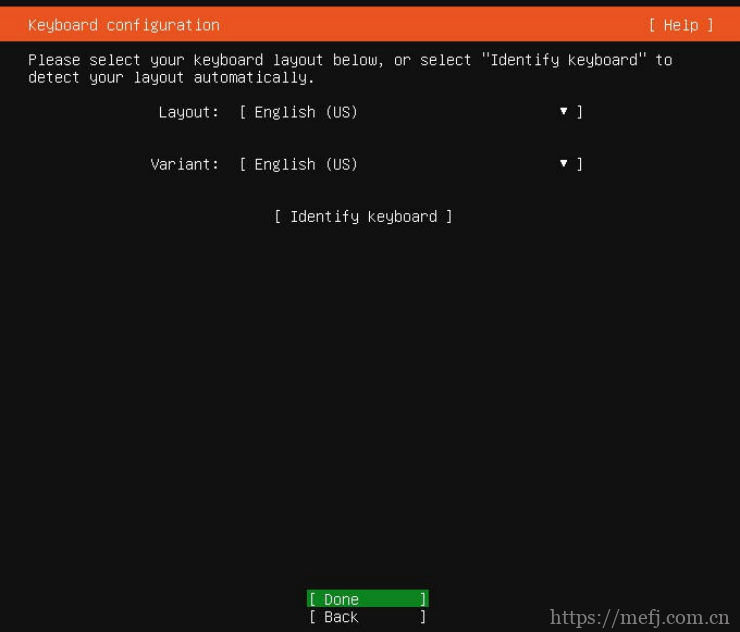 Keyboard configuration [ Help ]
Please select your keyboard layout below, or select "Identify keyboard" to
detect your layout automatically.
Layout: [ English (US) ▾ ]
Variant: [ English (US) ▾ ]
[ Identify keyboard ]
[ Done ]
[ Back ]
https://mefj.com.cn